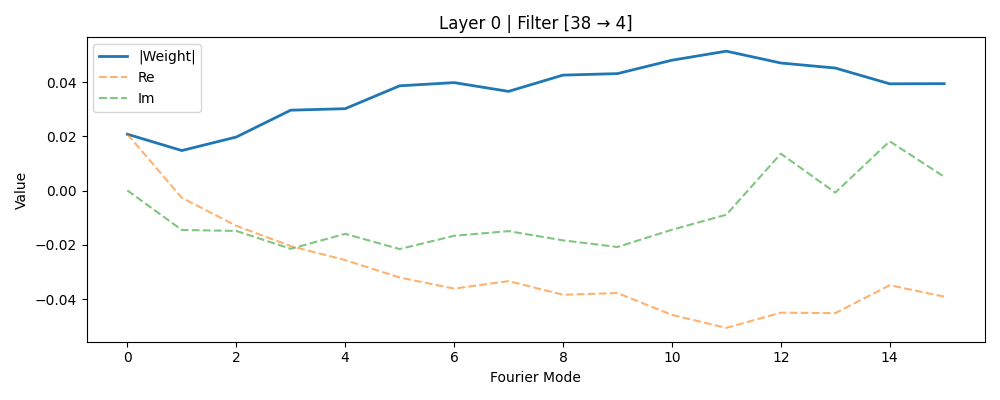 Layer 0 | Filter [38 → 4]
|Weight|
Re
Im
0.04
0.02
0.00
−0.02
−0.04
Value
0 2 4 6 8 10 12 14
Fourier Mode